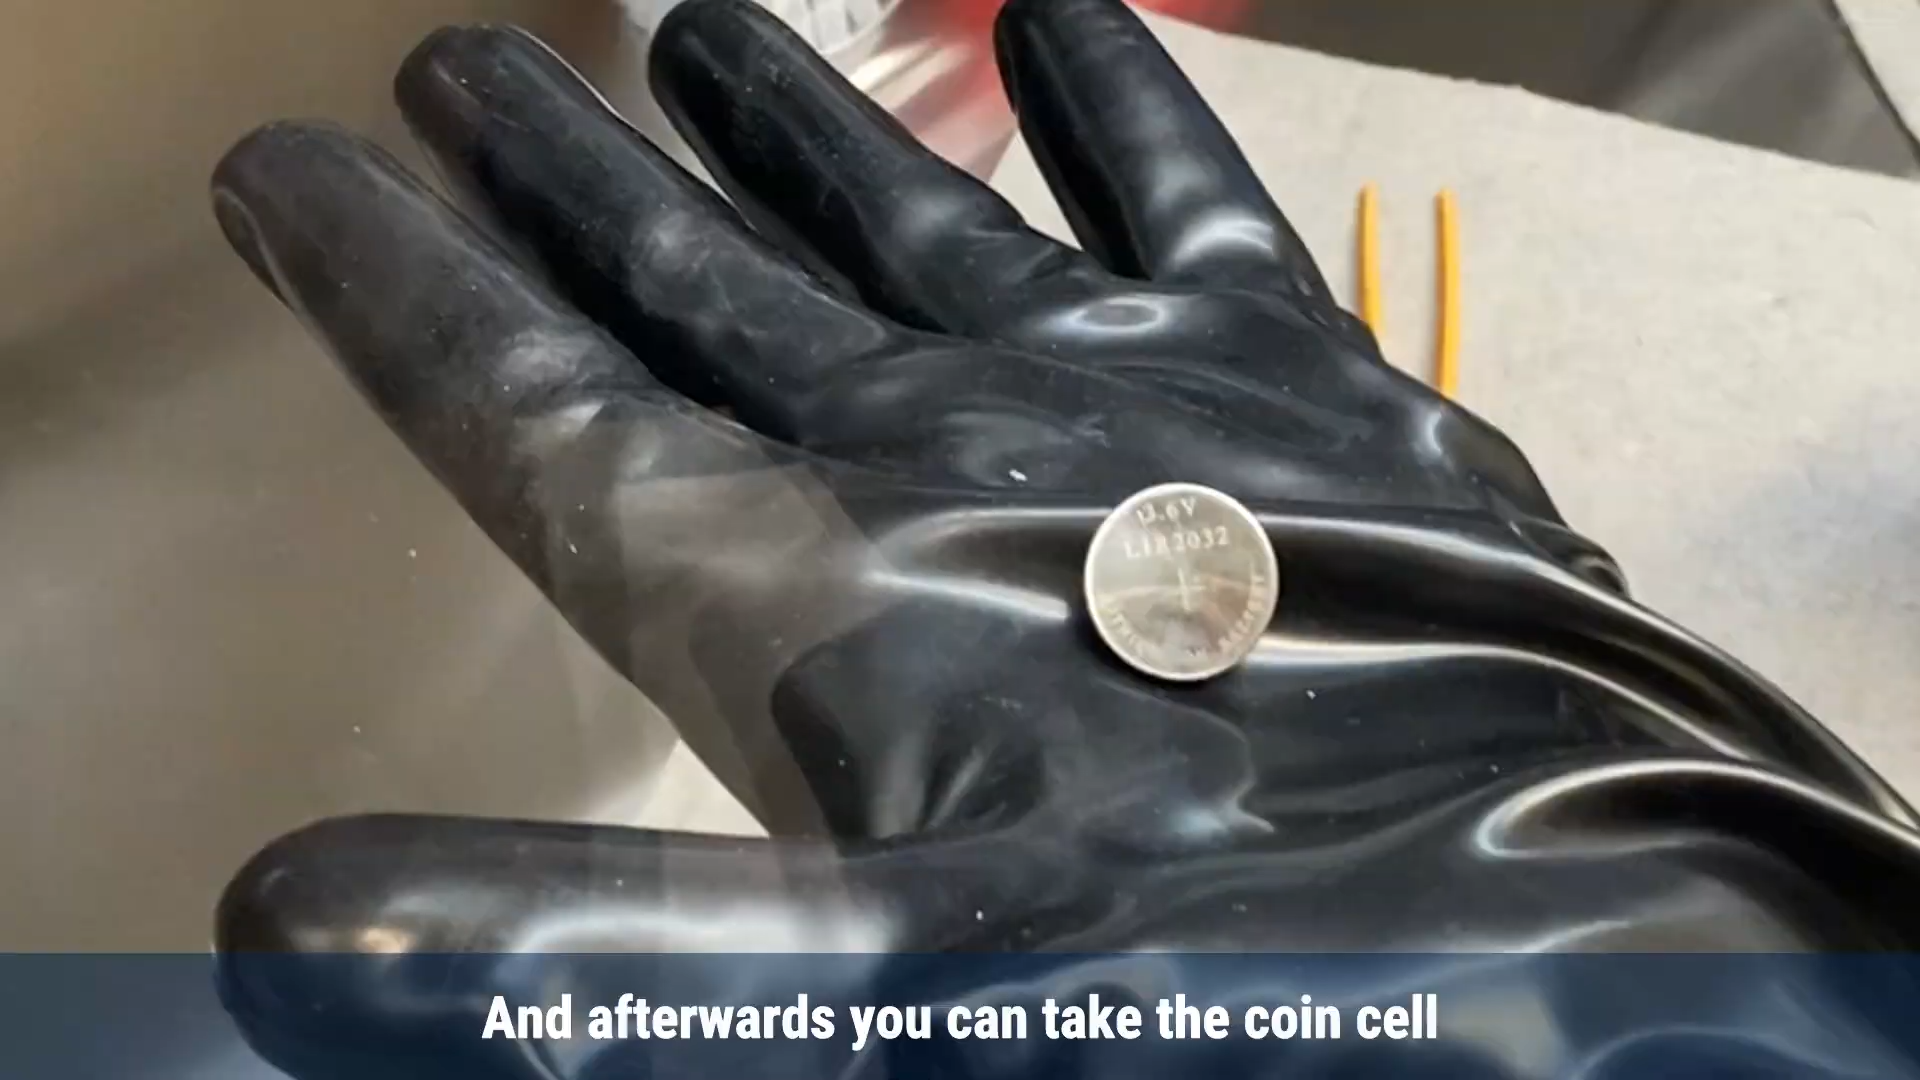 3.6V
LIR2032
+
And afterwards you can take the coin cell